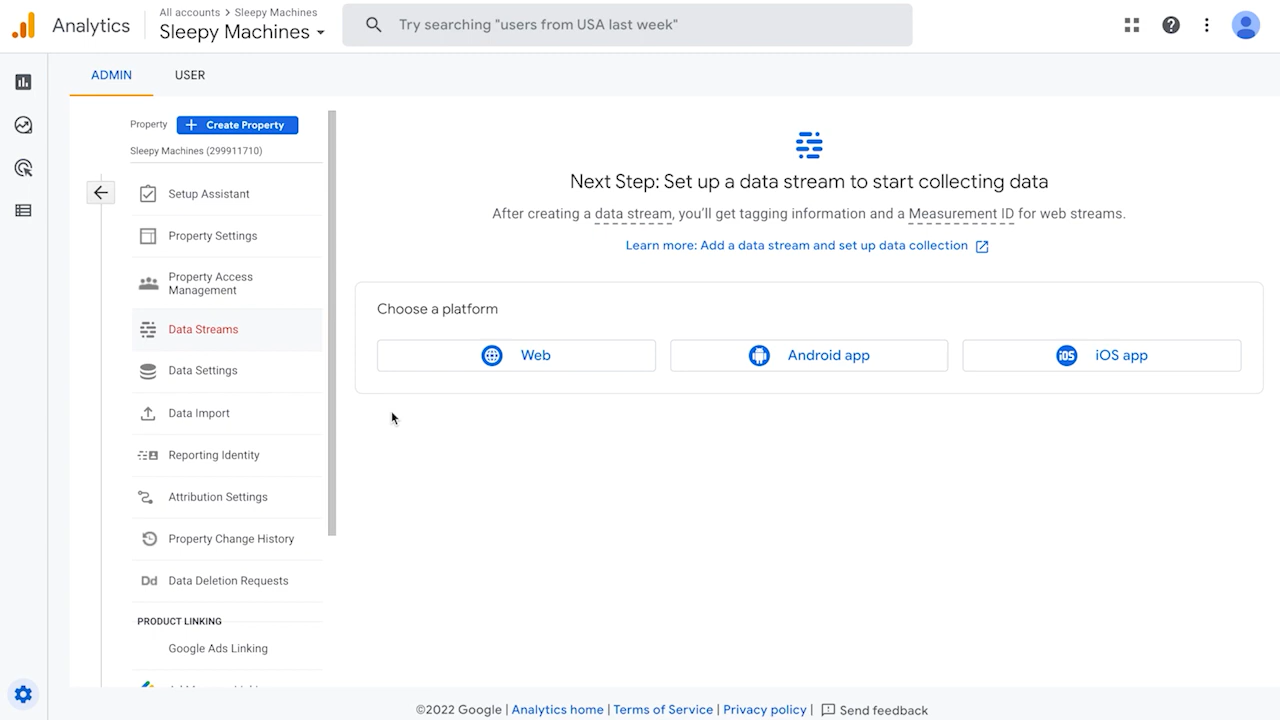 Analytics
All accounts > Sleepy Machines
Sleepy Machines
Try searching "users from USA last week"
ADMIN
USER
Property
Create Property
Sleepy Machines (299911710)
Setup Assistant
Property Settings
Property Access
Management
Data Streams
Data Settings
Data Import
Reporting Identity
Attribution Settings
Property Change History
Dd Data Deletion Requests
PRODUCT LINKING
Google Ads Linking
Next Step: Set up a data stream to start collecting data
After creating a data stream, you'll get tagging information and a Measurement ID for web streams.
Learn more: Add a data stream and set up data collection
Choose a platform
Web
Android app
iOS iOS app
©2022 Google | Analytics home | Terms of Service | Privacy policy | Send feedback